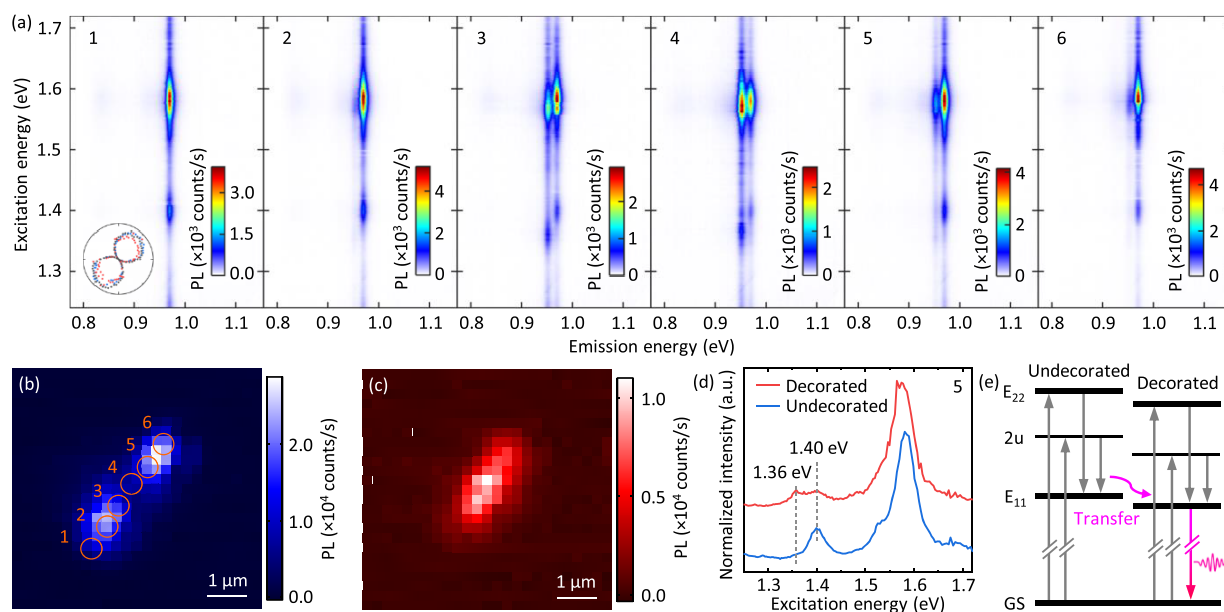 (a)
1.7
1.6
1.5
1.4
1.3
Excitation energy (eV)
1
2
3
4
5
6
PL (×10³ counts/s)
3.0
1.5
0.0
PL (×10³ counts/s)
4
2
0
PL (×10³ counts/s)
2
1
0
PL (×10³ counts/s)
2
1
0
PL (×10³ counts/s)
4
2
0
PL (×10³ counts/s)
4
2
0
0.8 0.9 1.0 1.1
0.8 0.9 1.0 1.1
0.8 0.9 1.0 1.1
0.8 0.9 1.0 1.1
0.8 0.9 1.0 1.1
0.8 0.9 1.0 1.1
Emission energy (eV)
(b)
6
5
4
3
2
1
1 µm
2.0
1.0
0.0
PL (×10⁴ counts/s)
(c)
1 µm
1.0
0.5
0.0
PL (×10⁴ counts/s)
(d)
Decorated
Undecorated
5
1.40 eV
1.36 eV
Normalized intensity (a.u.)
1.3 1.4 1.5 1.6 1.7
Excitation energy (eV)
(e)
Undecorated
Decorated
E₂₂
2u
E₁₁
Transfer
GS